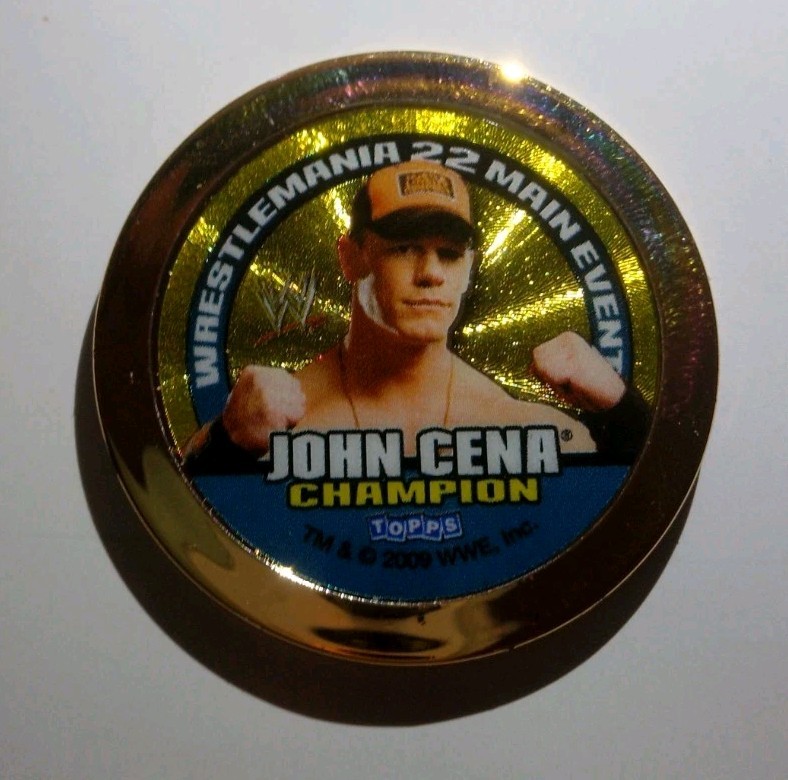 WRESTLEMANIA 22 MAIN EVENT
W
JOHN CENA®
CHAMPION
TOPPS
TM & © 2009 WWE, Inc.